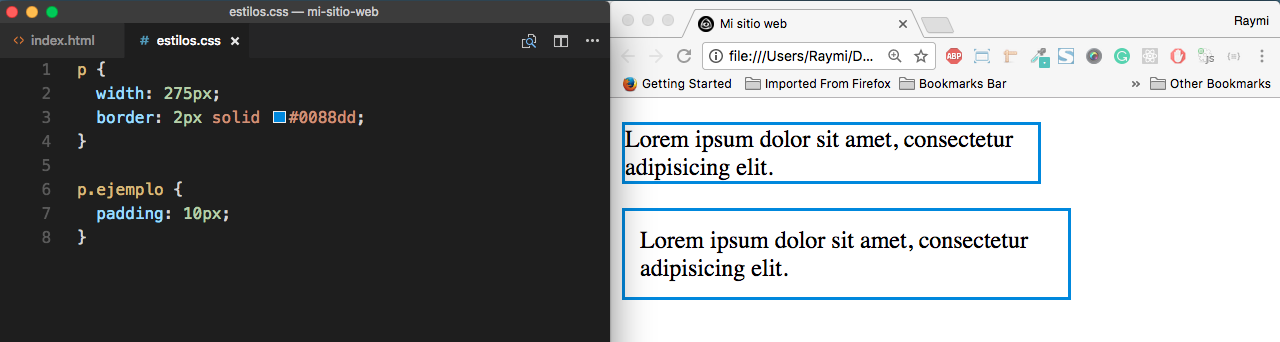 estilos.css — mi-sitio-web
<> index.html
# estilos.css
1 p {
2 width: 275px;
3 border: 2px solid #0088dd;
4 }
5
6 p.ejemplo {
7 padding: 10px;
8 }
Mi sitio web
Raymi
file:///Users/Raymi/D...
ABP
js
Getting Started
Imported From Firefox
Bookmarks Bar
» Other Bookmarks
Lorem ipsum dolor sit amet, consectetur
adipisicing elit.
Lorem ipsum dolor sit amet, consectetur
adipisicing elit.